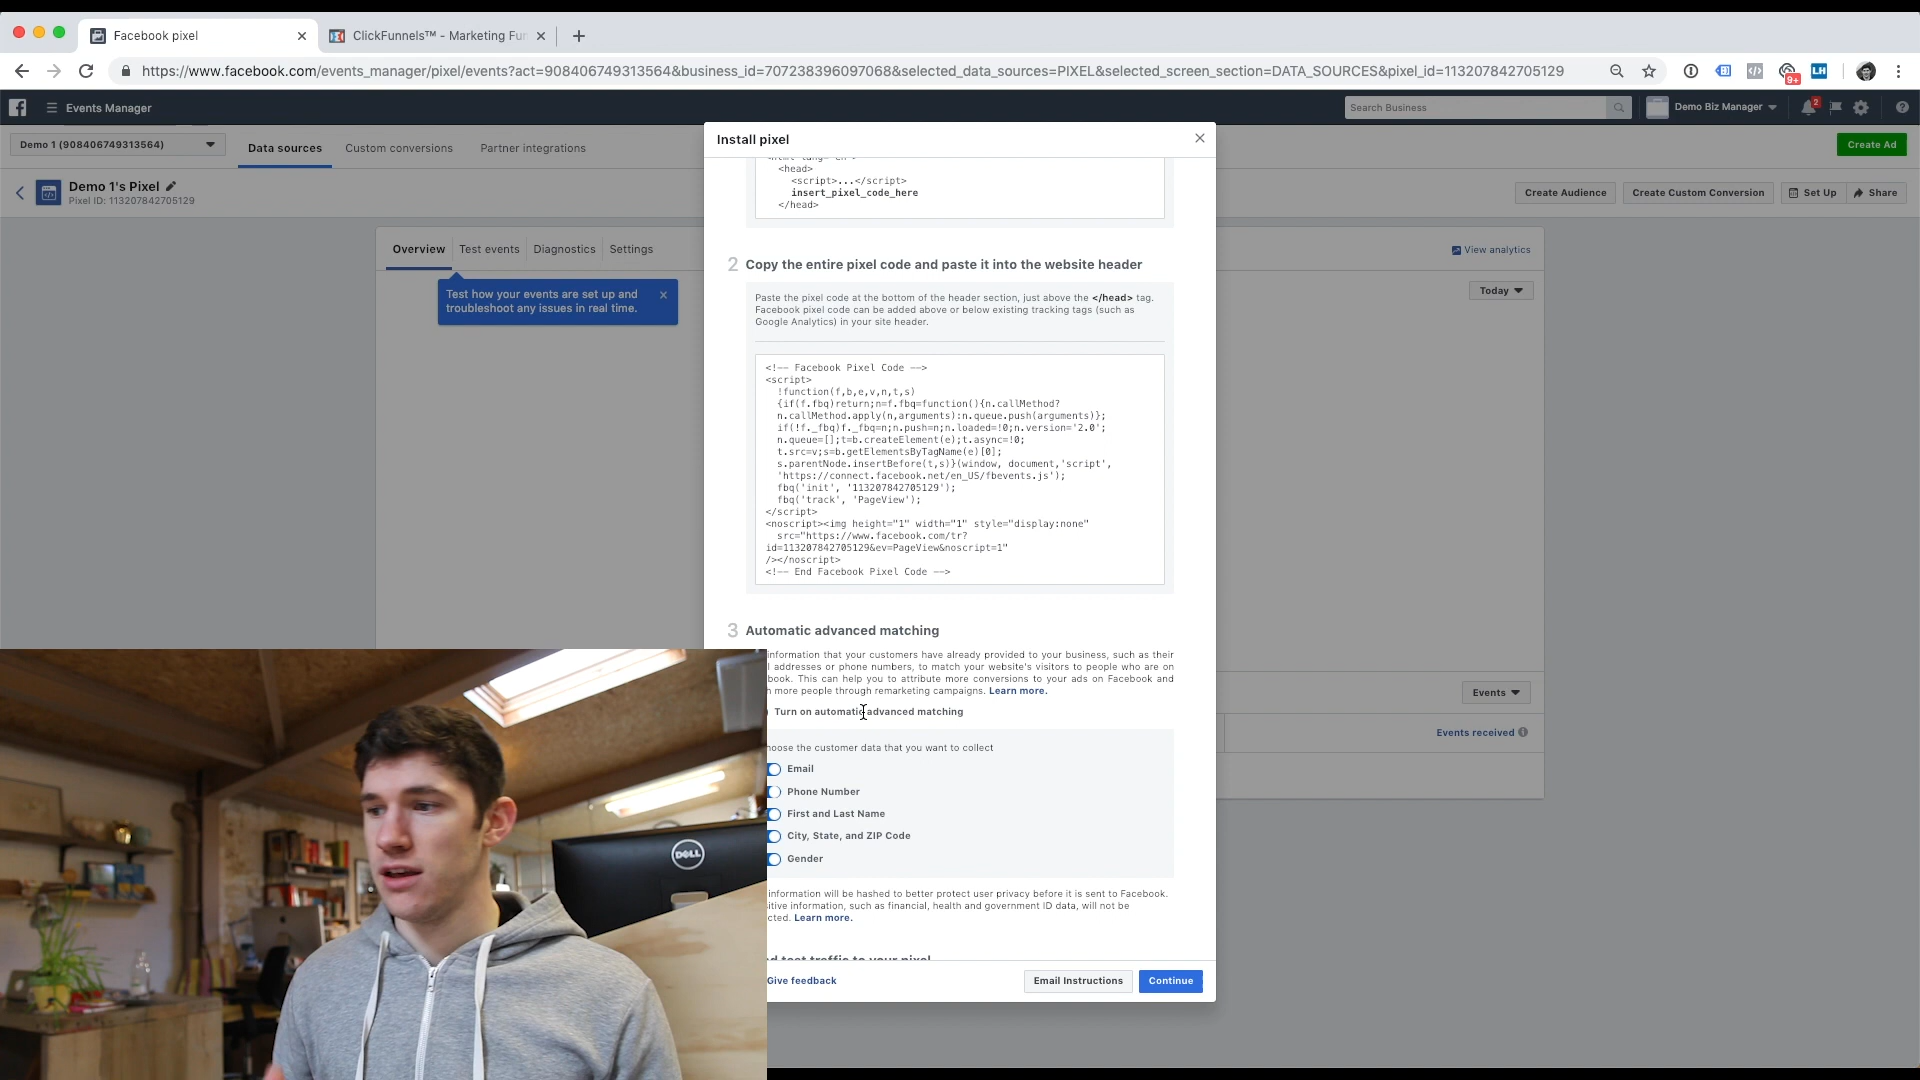 Facebook pixel
ClickFunnels™ - Marketing Fun
https://www.facebook.com/events_manager/pixel/events?act=908406749313564&business_id=707238396097068&selected_data_sources=PIXEL&selected_screen_section=DATA_SOURCES&pixel_id=113207842705129
9+
LH
Events Manager
Search Business
Demo Biz Manager
2
Demo 1 (908406749313564)
Data sources
Custom conversions
Partner integrations
Create Ad
Demo 1's Pixel
Pixel ID: 113207842705129
Create Audience
Create Custom Conversion
Set Up
Share
Overview
Test events
Diagnostics
Settings
View analytics
Test how your events are set up and
troubleshoot any issues in real time.
Today
Install pixel
<head>
<script>...</script>
insert_pixel_code_here
</head>
2 Copy the entire pixel code and paste it into the website header
Paste the pixel code at the bottom of the header section, just above the </head> tag.
Facebook pixel code can be added above or below existing tracking tags (such as
Google Analytics) in your site header.
<!-- Facebook Pixel Code -->
<script>
!function(f,b,e,v,n,t,s)
{if(f.fbq)return;n=f.fbq=function(){n.callMethod?
n.callMethod.apply(n,arguments):n.queue.push(arguments)};
if(!f._fbq)f._fbq=n;n.push=n;n.loaded=!0;n.version='2.0';
n.queue=[];t=b.createElement(e);t.async=!0;
t.src=v;s=b.getElementsByTagName(e)[0];
s.parentNode.insertBefore(t,s)}(window, document,'script',
'https://connect.facebook.net/en_US/fbevents.js');
fbq('init', '113207842705129');
fbq('track', 'PageView');
</script>
<noscript><img height="1" width="1" style="display:none"
src="https://www.facebook.com/tr?
id=113207842705129&ev=PageView&noscript=1"
/></noscript>
<!-- End Facebook Pixel Code -->
3 Automatic advanced matching
information that your customers have already provided to your business, such as their
addresses or phone numbers, to match your website's visitors to people who are on
book. This can help you to attribute more conversions to your ads on Facebook and
more people through remarketing campaigns. Learn more.
Turn on automatic advanced matching
hoose the customer data that you want to collect
Email
Phone Number
First and Last Name
City, State, and ZIP Code
Gender
information will be hashed to better protect user privacy before it is sent to Facebook.
itive information, such as financial, health and government ID data, will not be
cted. Learn more.
d test traffic to your pixel
Give feedback
Email Instructions
Continue
Events
Events received
DELL